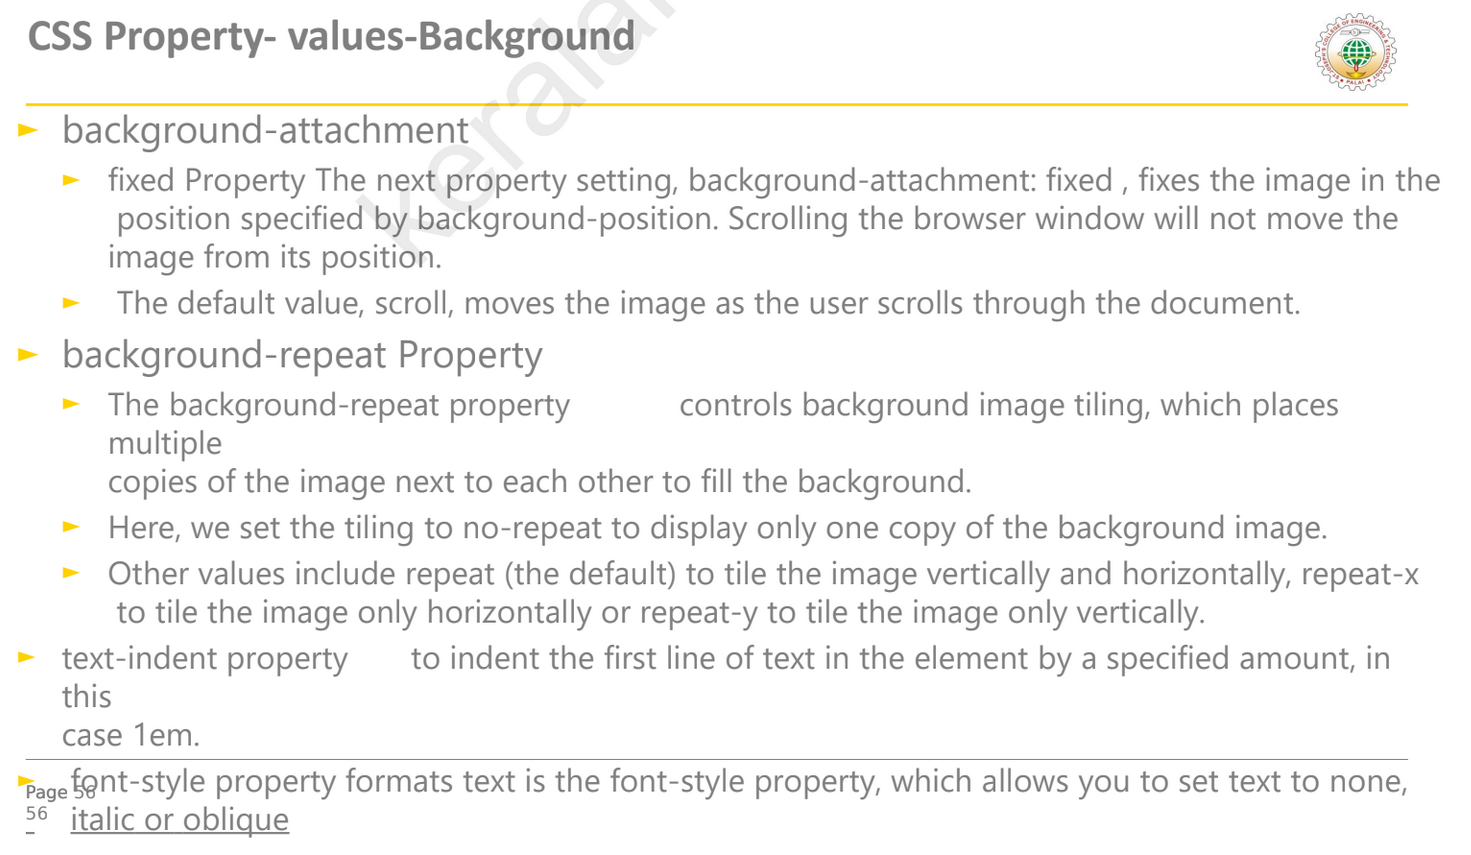 CSS Property- values-Background
ST.JOSEPH'S COLLEGE OF ENGINEERING & TECHNOLOGY
PALAI
keralan
► background-attachment
► fixed Property The next property setting, background-attachment: fixed , fixes the image in the
position specified by background-position. Scrolling the browser window will not move the
image from its position.
► The default value, scroll, moves the image as the user scrolls through the document.
► background-repeat Property
► The background-repeat property controls background image tiling, which places
multiple
copies of the image next to each other to fill the background.
► Here, we set the tiling to no-repeat to display only one copy of the background image.
► Other values include repeat (the default) to tile the image vertically and horizontally, repeat-x
to tile the image only horizontally or repeat-y to tile the image only vertically.
► text-indent property to indent the first line of text in the element by a specified amount, in
this
case 1em.
► font-style property formats text is the font-style property, which allows you to set text to none,
italic or oblique
Page 56
56